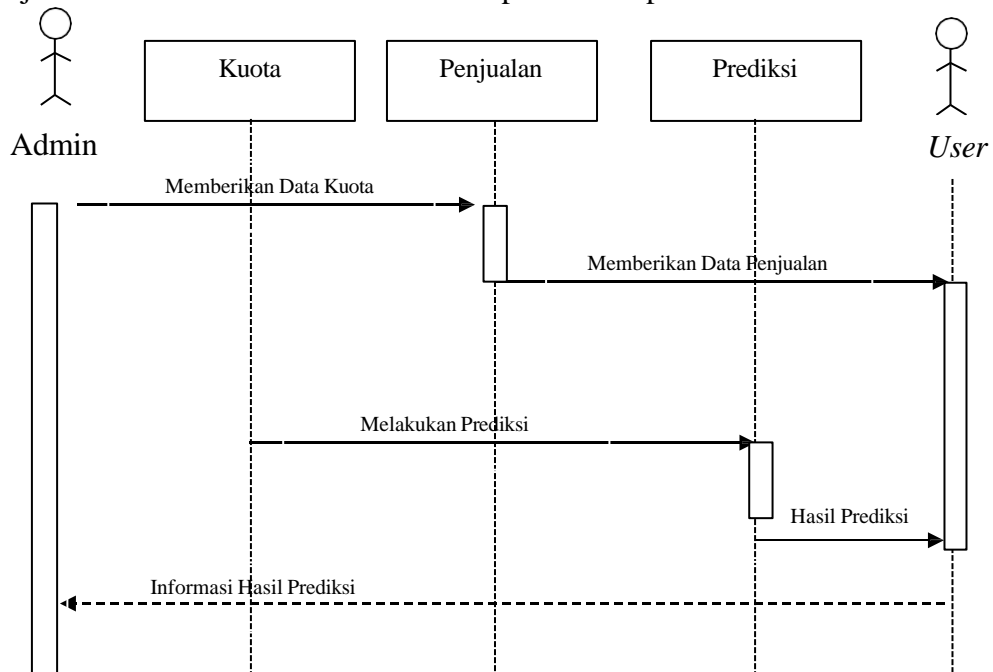 Kuota
Penjualan
Prediksi
Admin
User
Memberikan Data Kuota
Memberikan Data Penjualan
Melakukan Prediksi
Hasil Prediksi
Informasi Hasil Prediksi